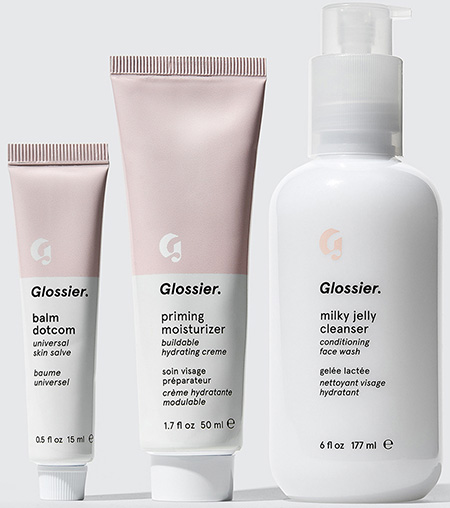 G
Glossier.
balm
dotcom
universal
skin salve
baume
universel
0.5 fl oz 15 ml ℮
G
Glossier.
priming
moisturizer
buildable
hydrating creme
soin visage
préparateur
crème hydratante
modulable
1.7 fl oz 50 ml ℮
G
Glossier.
milky jelly
cleanser
conditioning
face wash
gelée lactée
nettoyant visage
hydratant
6 fl oz 177 ml ℮